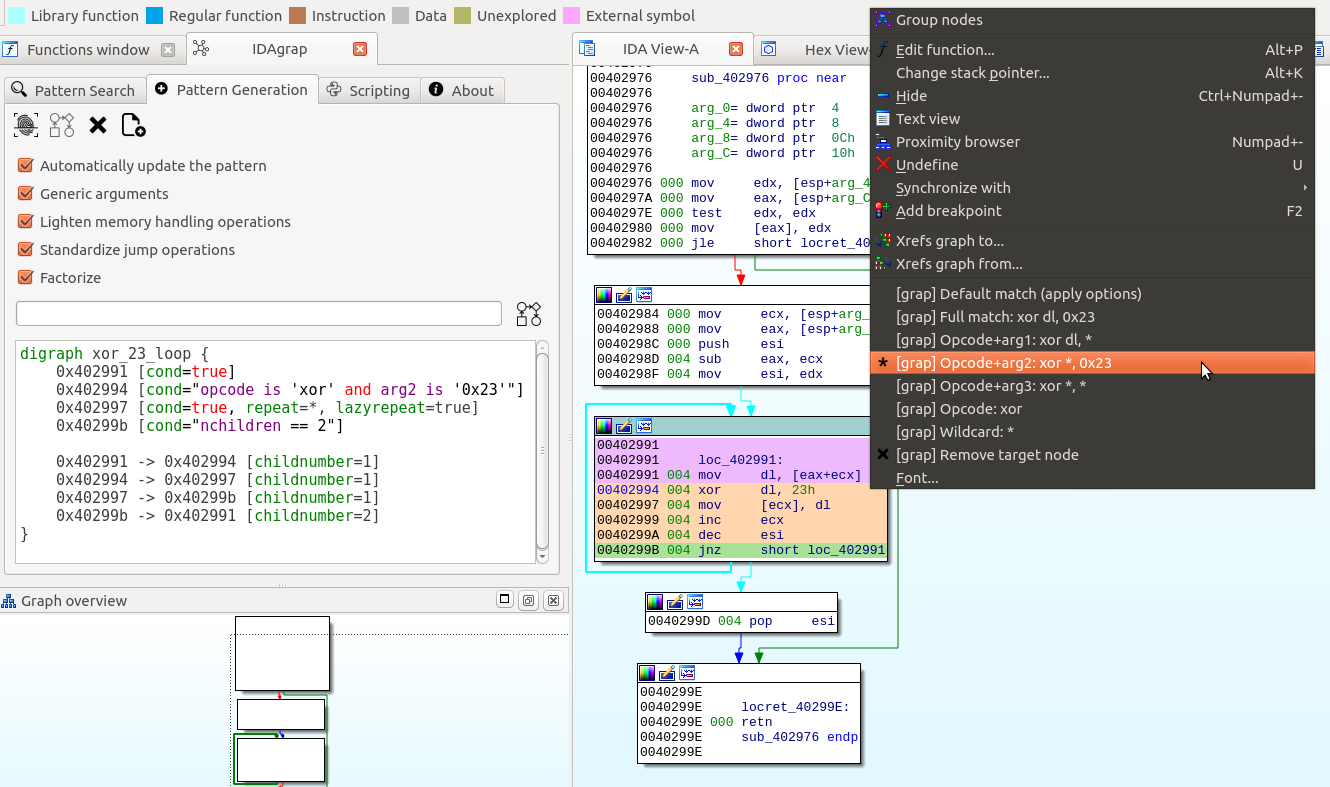 Library function Regular function Instruction Data Unexplored External symbol
Functions window IDAgrap
Pattern Search Pattern Generation Scripting About
Automatically update the pattern
Generic arguments
Lighten memory handling operations
Standardize jump operations
Factorize
digraph xor_23_loop {
    0x402991 [cond=true]
    0x402994 [cond="opcode is 'xor' and arg2 is '0x23'"]
    0x402997 [cond=true, repeat=*, lazyrepeat=true]
    0x40299b [cond="nchildren == 2"]
    0x402991 -> 0x402994 [childnumber=1]
    0x402994 -> 0x402997 [childnumber=1]
    0x402997 -> 0x40299b [childnumber=1]
    0x40299b -> 0x402991 [childnumber=2]
}
Graph overview
IDA View-A Hex View-
00402976 sub_402976 proc near
00402976
00402976 arg_0= dword ptr 4
00402976 arg_4= dword ptr 8
00402976 arg_8= dword ptr 0Ch
00402976 arg_C= dword ptr 10h
00402976
00402976 000 mov edx, [esp+arg_4
0040297A 000 mov eax, [esp+arg_C
0040297E 000 test edx, edx
00402980 000 mov [eax], edx
00402982 000 jle short locret_40
00402984 000 mov ecx, [esp+arg_
00402988 000 mov eax, [esp+arg_
0040298C 000 push esi
0040298D 004 sub eax, ecx
0040298F 004 mov esi, edx
00402991
00402991 loc_402991:
00402991 004 mov dl, [eax+ecx]
00402994 004 xor dl, 23h
00402997 004 mov [ecx], dl
00402999 004 inc ecx
0040299A 004 dec esi
0040299B 004 jnz short loc_402991
0040299D 004 pop esi
0040299E
0040299E locret_40299E:
0040299E 000 retn
0040299E sub_402976 endp
0040299E
Group nodes
Edit function... Alt+P
Change stack pointer... Alt+K
Hide Ctrl+Numpad+-
Text view
Proximity browser Numpad+-
Undefine U
Synchronize with
Add breakpoint F2
Xrefs graph to...
Xrefs graph from...
[grap] Default match (apply options)
[grap] Full match: xor dl, 0x23
[grap] Opcode+arg1: xor dl, *
* [grap] Opcode+arg2: xor *, 0x23
[grap] Opcode+arg3: xor *, *
[grap] Opcode: xor
[grap] Wildcard: *
[grap] Remove target node
Font...